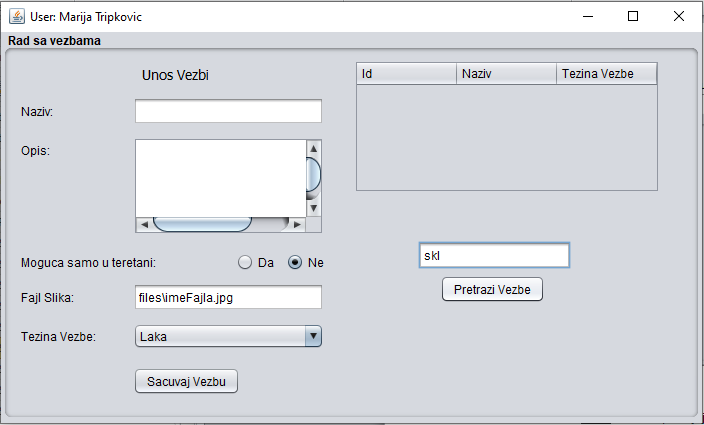 User: Marija Tripkovic
Rad sa vezbama
Unos Vezbi
Naziv:
Opis:
Moguca samo u teretani:
Da
Ne
Fajl Slika:
files\imeFajla.jpg
Tezina Vezbe:
Laka
Sacuvaj Vezbu
Id
Naziv
Tezina Vezbe
skl
Pretrazi Vezbe